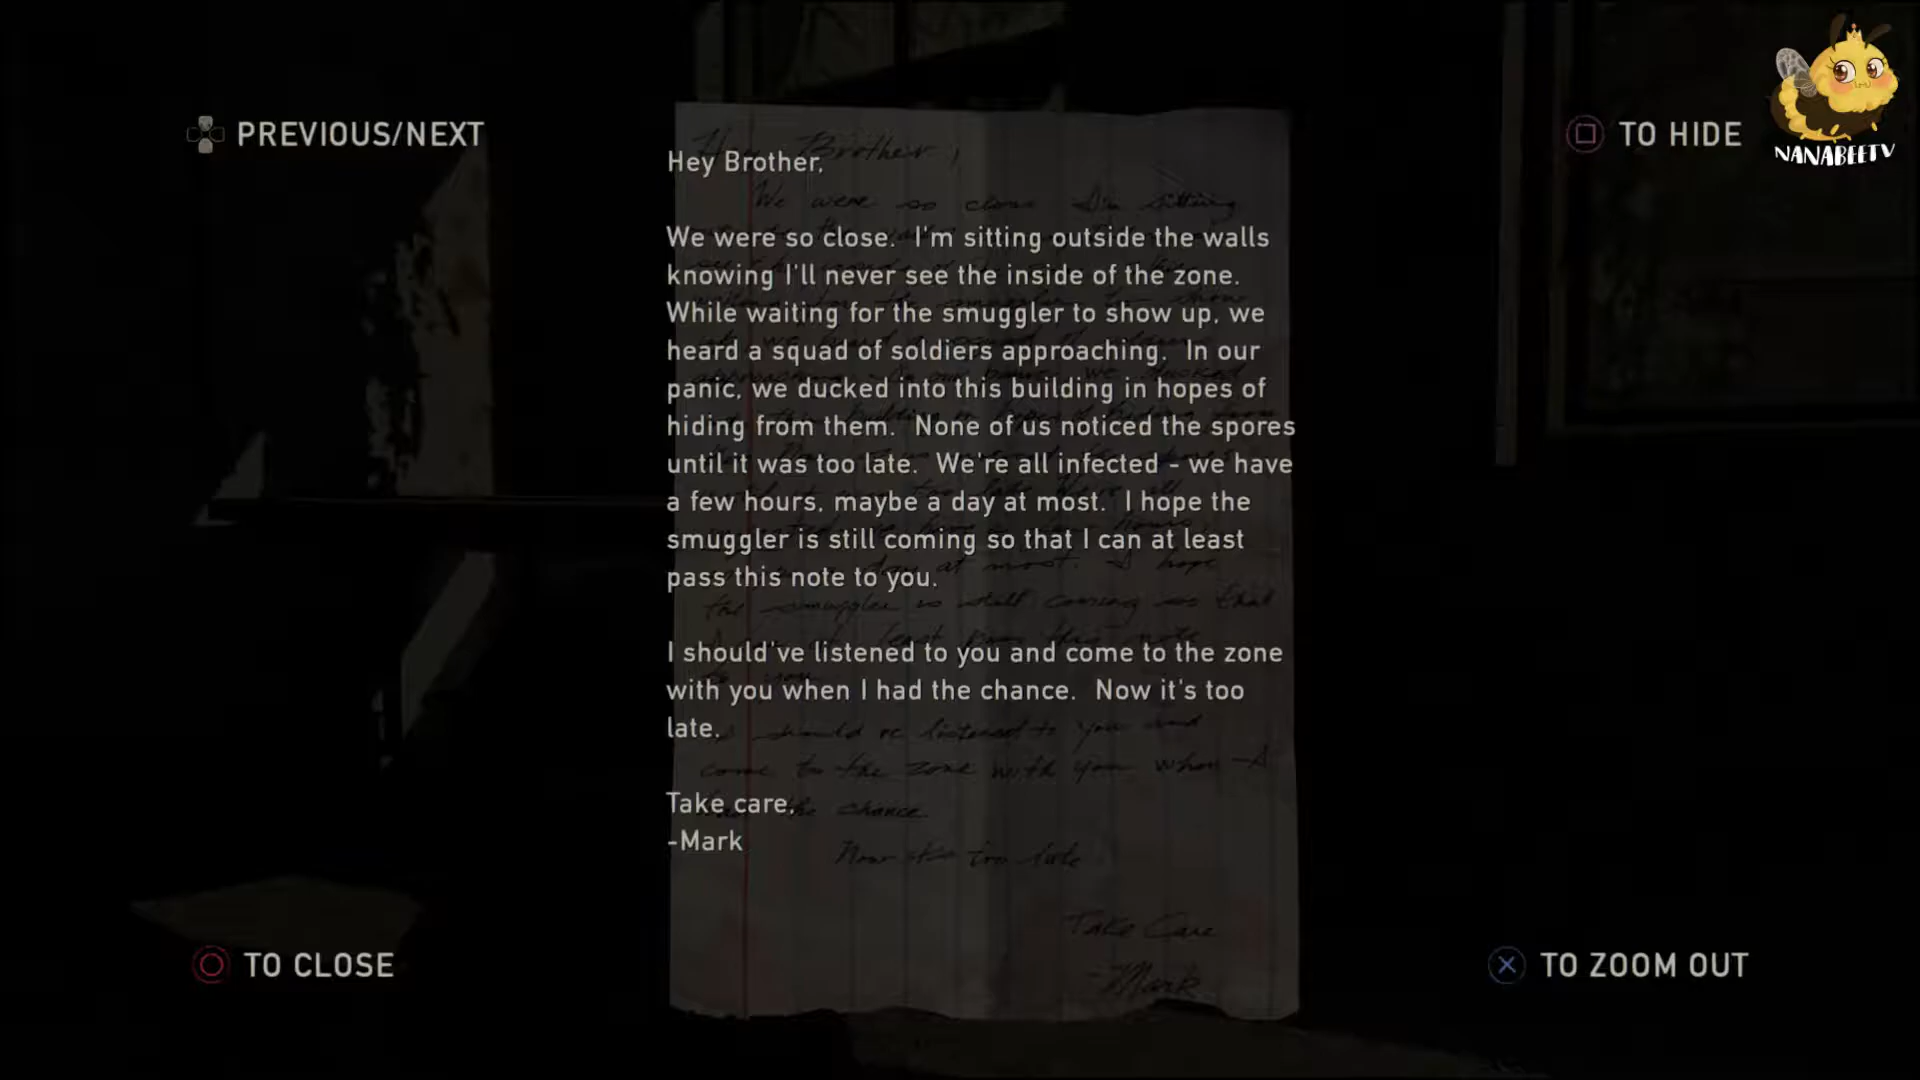 PREVIOUS/NEXT
TO HIDE
NANABEETV
Hey Brother,
We were so close.  I'm sitting outside the walls
knowing I'll never see the inside of the zone.
While waiting for the smuggler to show up, we
heard a squad of soldiers approaching.  In our
panic, we ducked into this building in hopes of
hiding from them.  None of us noticed the spores
until it was too late.  We're all infected - we have
a few hours, maybe a day at most.  I hope the
smuggler is still coming so that I can at least
pass this note to you.
I should've listened to you and come to the zone
with you when I had the chance.  Now it's too
late.
Take care,
-Mark
Take Care
-Mark
TO CLOSE
TO ZOOM OUT